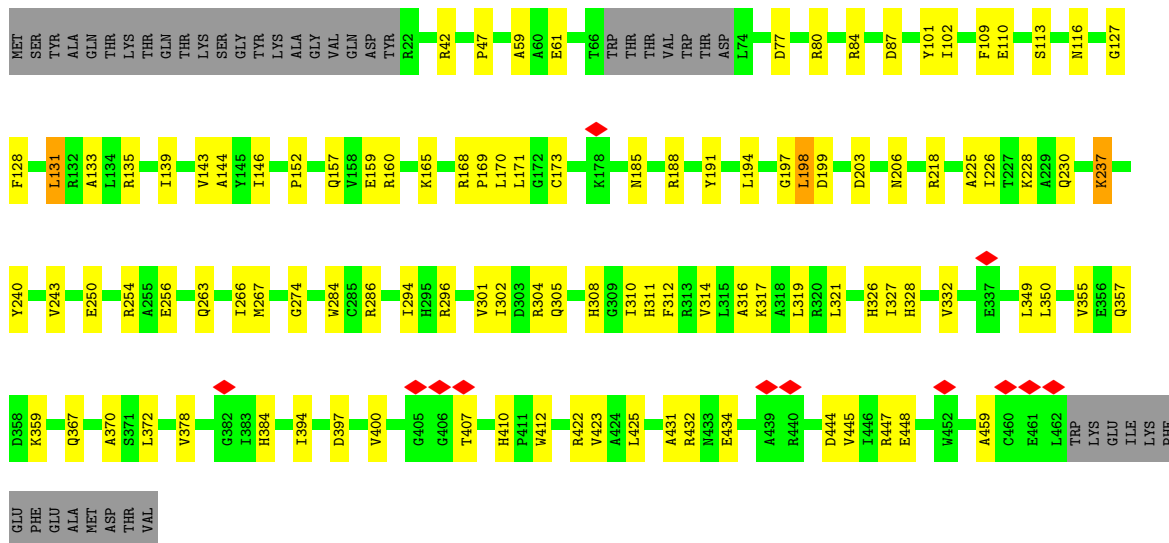 MET SER TYR ALA GLN LYS THR GLN THR LYS SER GLY TYR LYS ALA GLY VAL GLN ASP TYR R22 R42 P47 A59 A60 E61 T66 TRP THR THR VAL TRP THR ASP L74 D77 R80 R84 D87 Y101 I102 F109 E110 S113 N116 G127
F128 L131 R132 A133 L134 R135 I139 V143 A144 Y145 I146 P152 Q157 V158 E159 R160 K165 R168 P169 L170 L171 G172 C173 K178 N185 R188 Y191 L194 G197 L198 D199 D203 N206 R218 A225 I226 T227 K228 A229 Q230 K237
Y240 V243 E250 R254 A255 E256 Q263 I266 M267 G274 W284 C285 R286 I294 H295 R296 V301 I302 D303 R304 Q305 H308 G309 I310 H311 F312 R313 V314 L315 A316 K317 A318 L319 R320 L321 H326 I327 H328 V332 E337 L349 L350 V355 E356 Q357
D358 K359 Q367 A370 S371 L372 V378 G382 I383 H384 I394 D397 V400 G405 G406 T407 H410 P411 W412 R422 V423 A424 L425 A431 R432 N433 E434 A439 R440 D444 V445 I446 R447 E448 W452 A459 C460 E461 L462 TRP LYS GLU ILE LYS PHE
GLU PHE GLU ALA MET ASP THR VAL